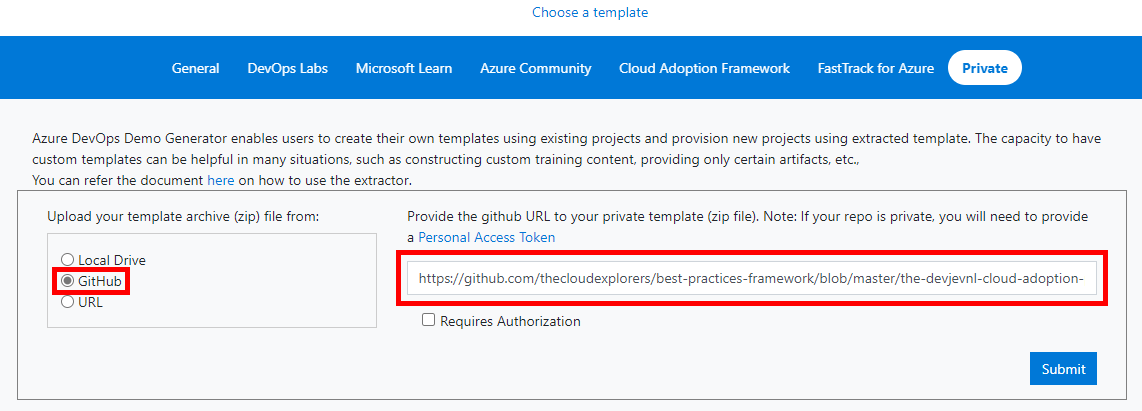 Choose a template
General DevOps Labs Microsoft Learn Azure Community Cloud Adoption Framework FastTrack for Azure Private
Azure DevOps Demo Generator enables users to create their own templates using existing projects and provision new projects using extracted template. The capacity to have
custom templates can be helpful in many situations, such as constructing custom training content, providing only certain artifacts, etc.,
You can refer the document here on how to use the extractor.
Upload your template archive (zip) file from:
Local Drive
GitHub
URL
Provide the github URL to your private template (zip file). Note: If your repo is private, you will need to provide
a Personal Access Token
https://github.com/thecloudexplorers/best-practices-framework/blob/master/the-devjevnl-cloud-adoption-
Requires Authorization
Submit